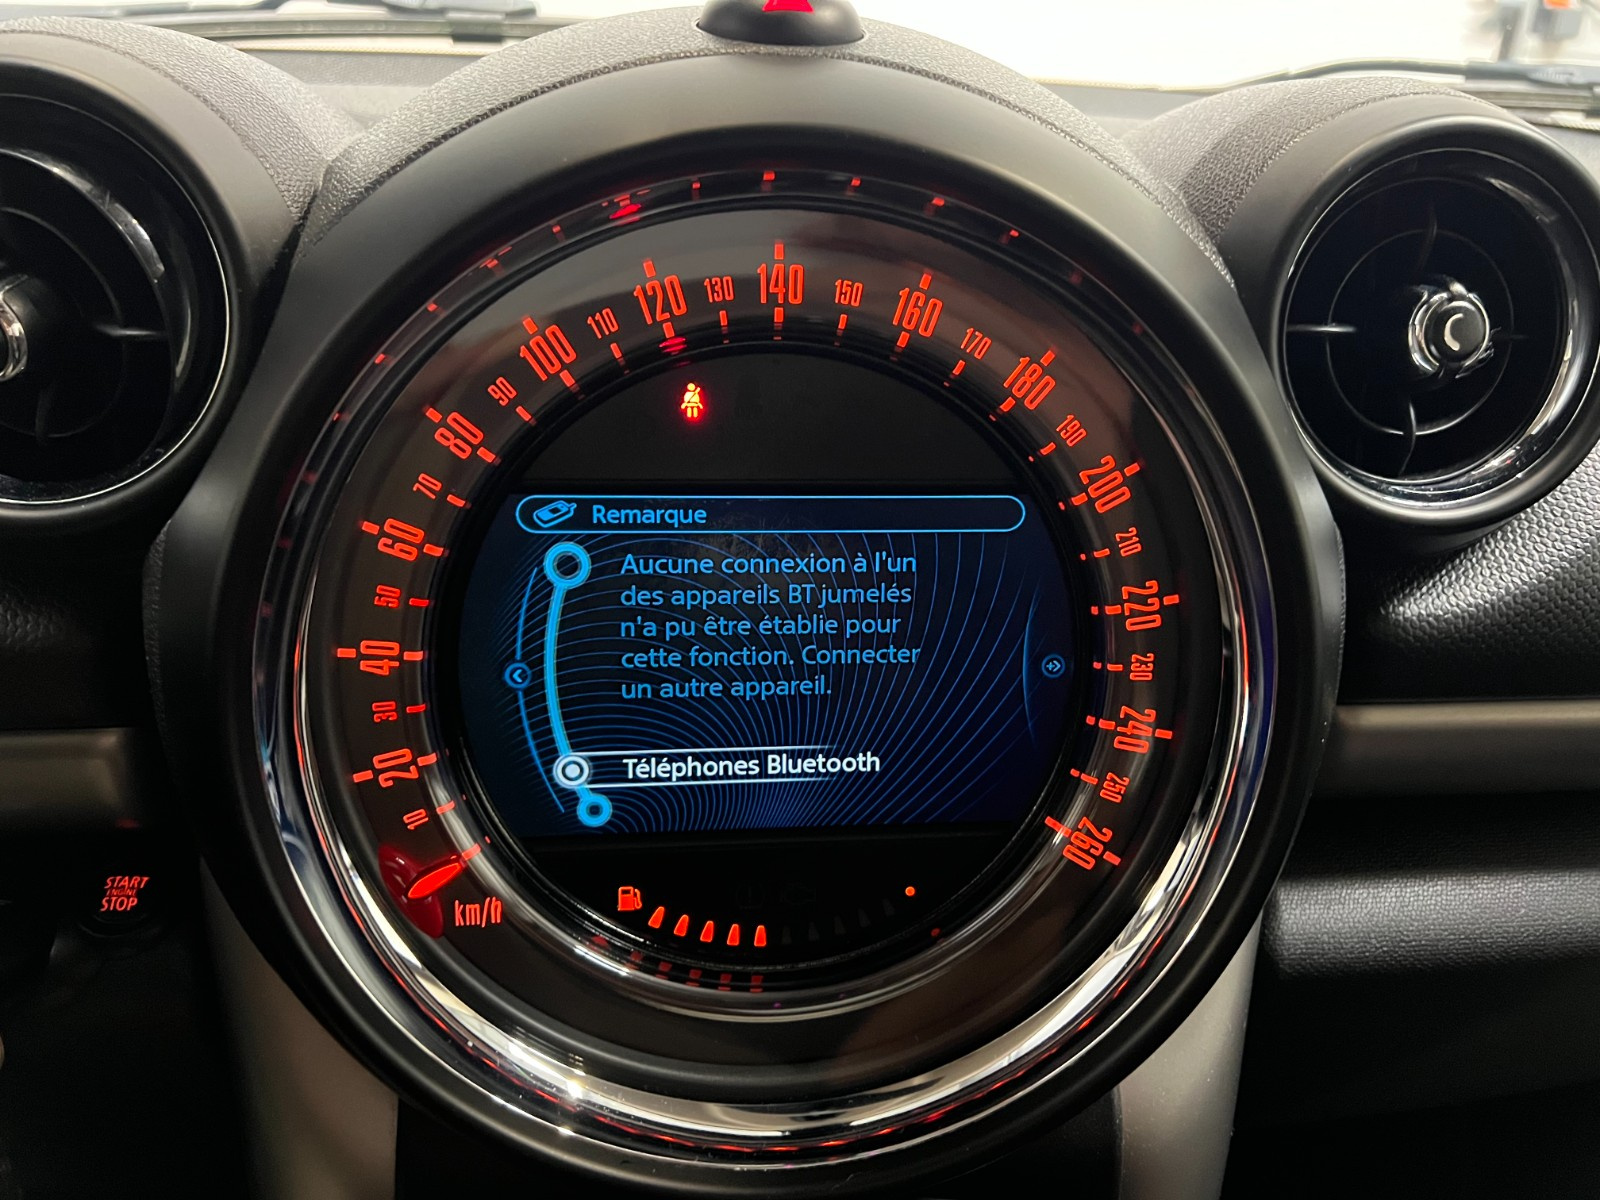 10
20
30
40
50
60
70
80
90
100
110
120
130
140
150
160
170
180
190
200
210
220
230
240
250
260
km/h
Remarque
Aucune connexion à l'un
des appareils BT jumelés
n'a pu être établie pour
cette fonction. Connecter
un autre appareil.
Téléphones Bluetooth
START
ENGINE
STOP